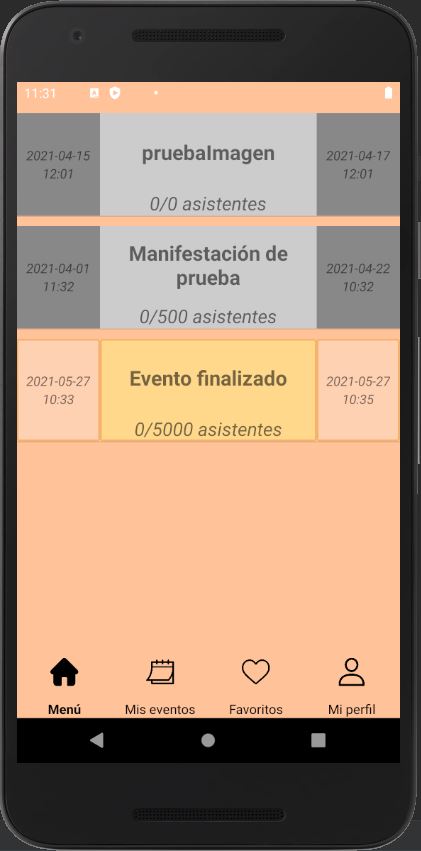 11:31
2021-04-15
12:01
pruebaImagen
0/0 asistentes
2021-04-17
12:01
2021-04-01
11:32
Manifestación de
prueba
0/500 asistentes
2021-04-22
10:32
2021-05-27
10:33
Evento finalizado
0/5000 asistentes
2021-05-27
10:35
Menú
Mis eventos
Favoritos
Mi perfil